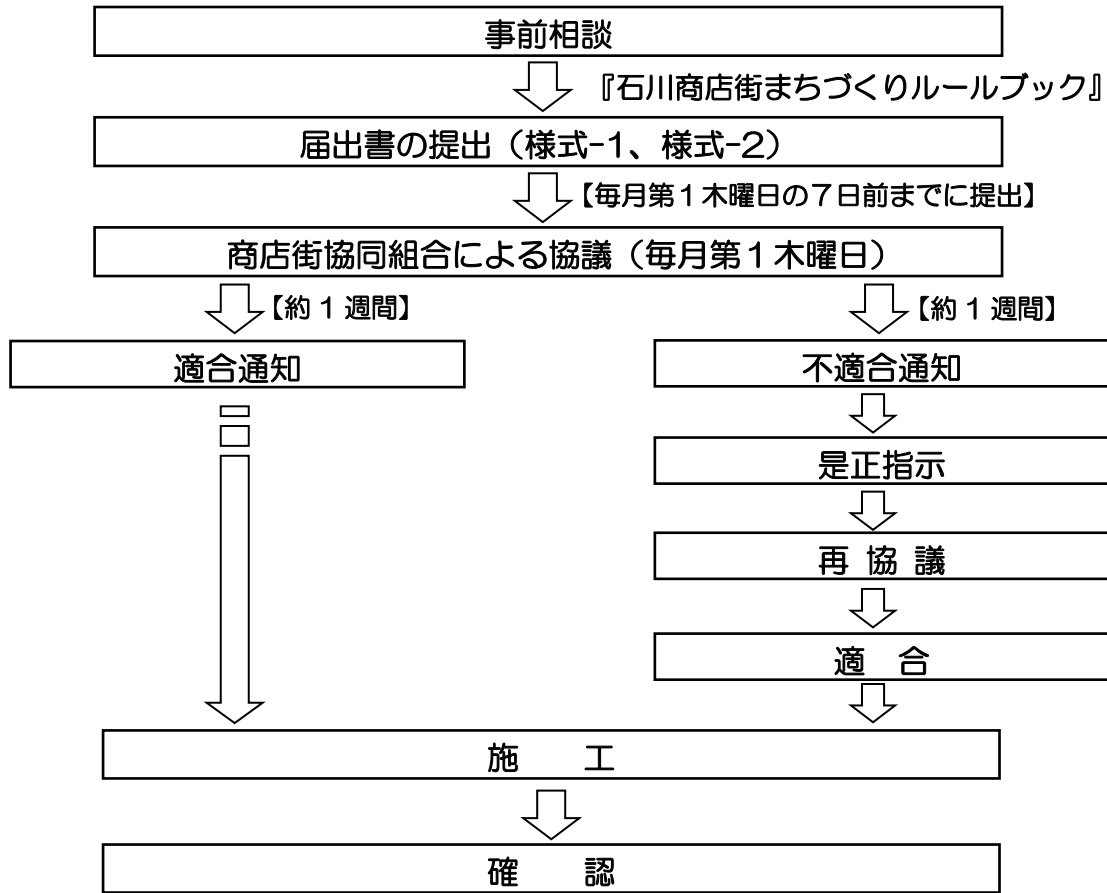 事前相談
『石川商店街まちづくりルールブック』
届出書の提出（様式-1、様式-2）
【毎月第１木曜日の７日前までに提出】
商店街協同組合による協議（毎月第１木曜日）
【約 1 週間】
【約 1 週間】
適合通知
不適合通知
是正指示
再 協 議
適　合
施　　工
確　　認